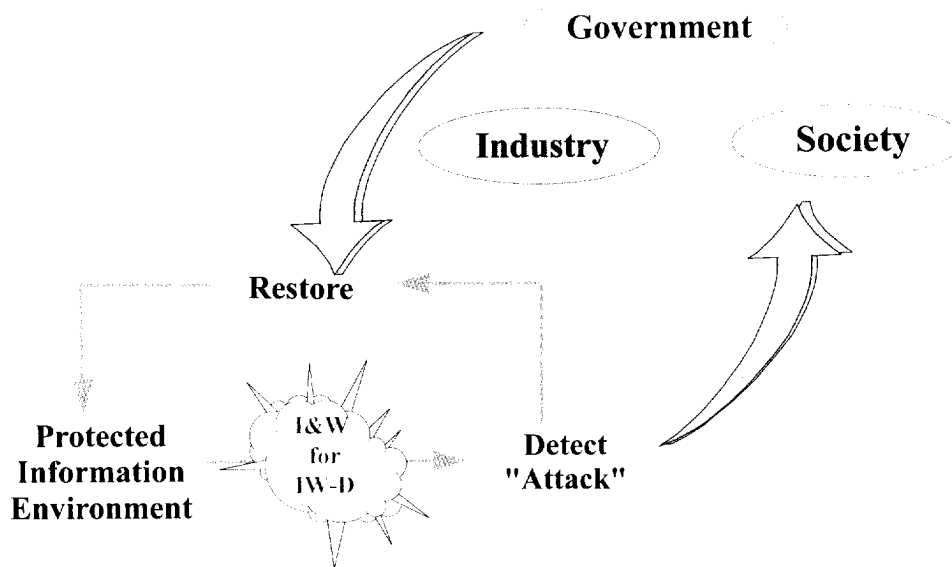 Government
Industry
Society
Restore
Protected
Information
Environment
I&W
for
IW-D
Detect
"Attack"